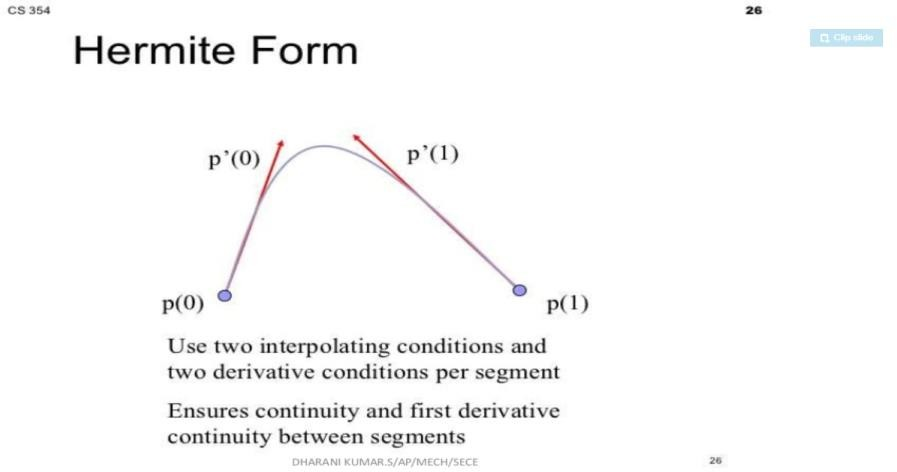 CS 354
26
Clip slide
Hermite Form
p’(0)
p’(1)
p(0)
p(1)
Use two interpolating conditions and
two derivative conditions per segment
Ensures continuity and first derivative
continuity between segments
DHARANI KUMAR.S/AP/MECH/SECE
26